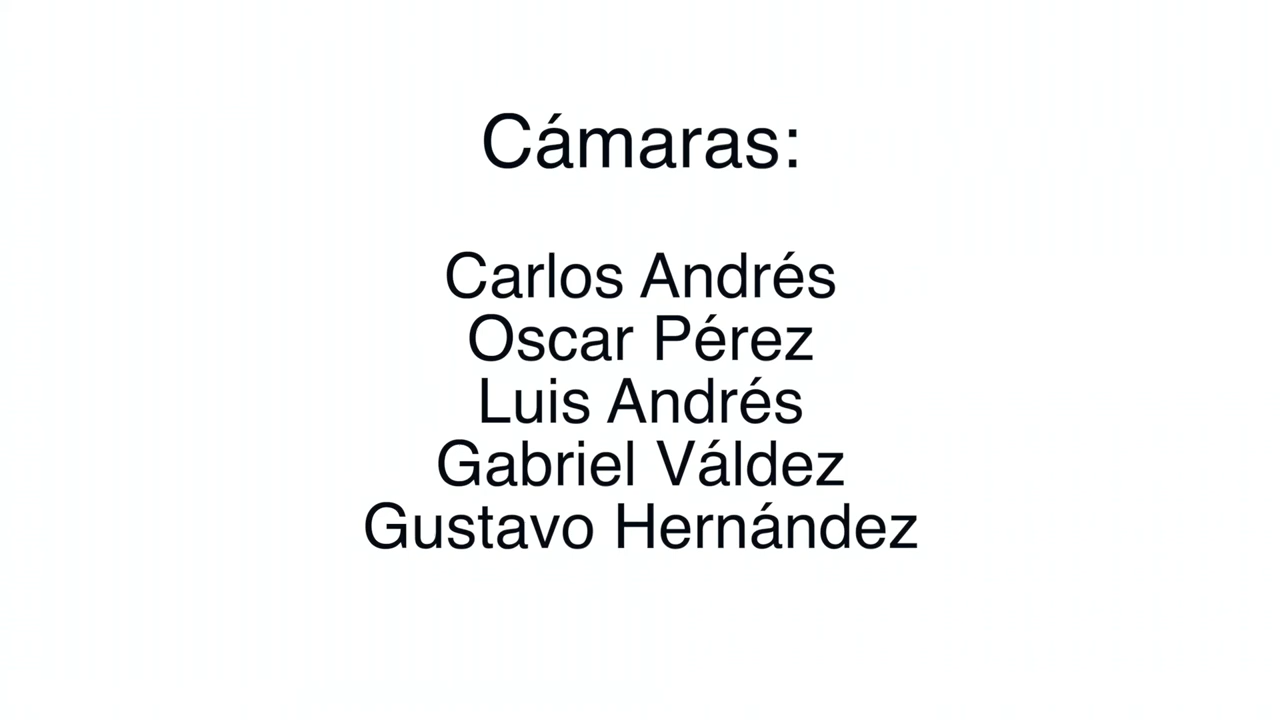 Cámaras:
Carlos Andrés
Oscar Pérez
Luis Andrés
Gabriel Váldez
Gustavo Hernández